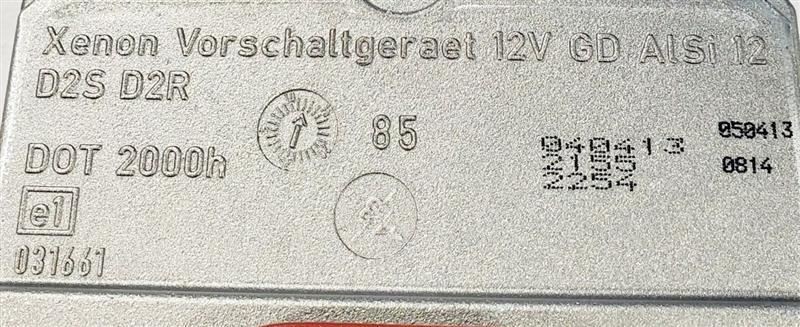 Xenon Vorschaltgeraet 12V GD AlSi 12
D2S D2R
85
DOT 2000h
e1
031661
040413
2155
2254
050413
0814